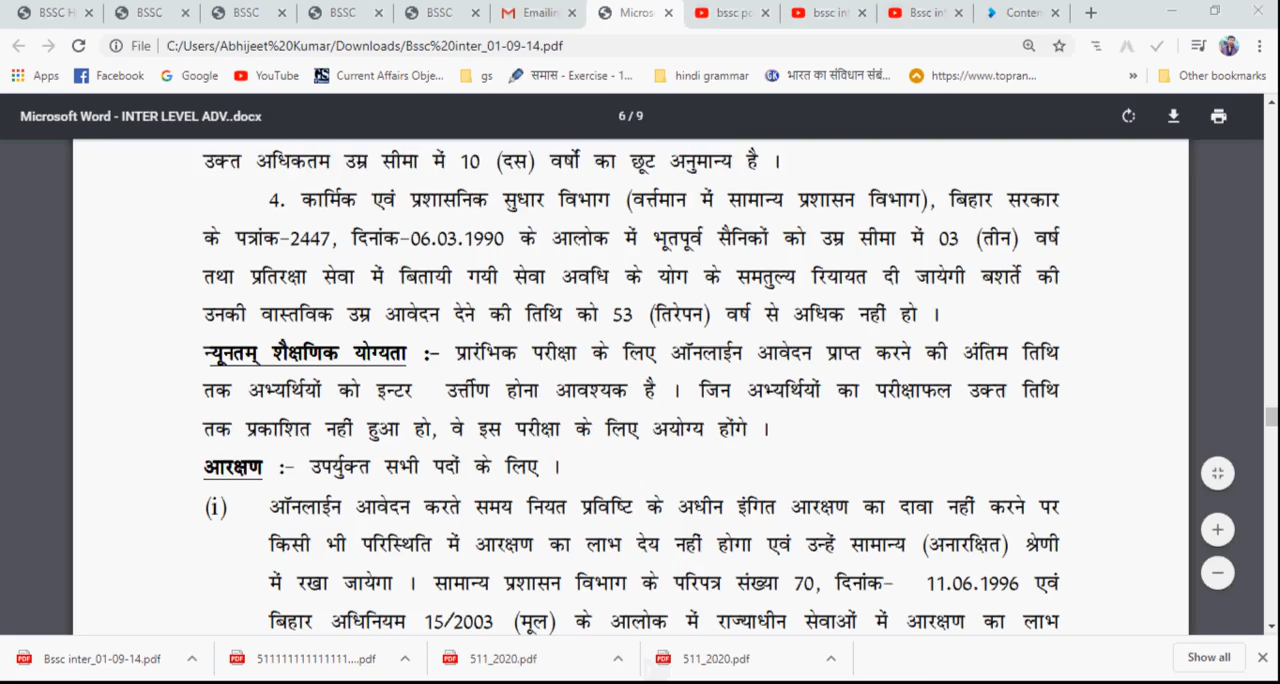 BSSC H
BSSC
BSSC
BSSC
BSSC
Emailin
Micros
bssc po
bssc int
Bssc int
Conten
File
C:/Users/Abhijeet%20Kumar/Downloads/Bssc%20inter_01-09-14.pdf
Apps
Facebook
Google
YouTube
Current Affairs Obje...
gs
समास - Exercise - 1...
hindi grammar
भारत का संविधान संबं...
https://www.topran...
»
Other bookmarks
Microsoft Word - INTER LEVEL ADV..docx
6 / 9
उक्त अधिकतम उम्र सीमा में 10 (दस) वर्षों का छूट अनुमान्य है ।
4. कार्मिक एवं प्रशासनिक सुधार विभाग (वर्त्तमान में सामान्य प्रशासन विभाग), बिहार सरकार
के पत्रांक-2447, दिनांक-06.03.1990 के आलोक में भूतपूर्व सैनिकों को उम्र सीमा में 03 (तीन) वर्ष
तथा प्रतिरक्षा सेवा में बितायी गयी सेवा अवधि के योग के समतुल्य रियायत दी जायेगी बशर्ते की
उनकी वास्तविक उम्र आवेदन देने की तिथि को 53 (तिरेपन) वर्ष से अधिक नहीं हो ।
न्यूनतम् शैक्षणिक योग्यता :- प्रारंभिक परीक्षा के लिए ऑनलाईन आवेदन प्राप्त करने की अंतिम तिथि
तक अभ्यर्थियों को इन्टर उर्त्तीण होना आवश्यक है । जिन अभ्यर्थियों का परीक्षाफल उक्त तिथि
तक प्रकाशित नहीं हुआ हो, वे इस परीक्षा के लिए अयोग्य होंगे ।
आरक्षण :- उपर्युक्त सभी पदों के लिए ।
(i) ऑनलाईन आवेदन करते समय नियत प्रविष्टि के अधीन इंगित आरक्षण का दावा नहीं करने पर
किसी भी परिस्थिति में आरक्षण का लाभ देय नहीं होगा एवं उन्हें सामान्य (अनारक्षित) श्रेणी
में रखा जायेगा । सामान्य प्रशासन विभाग के परिपत्र संख्या 70, दिनांक- 11.06.1996 एवं
बिहार अधिनियम 15/2003 (मूल) के आलोक में राज्याधीन सेवाओं में आरक्षण का लाभ
Bssc inter_01-09-14.pdf
511111111111111....pdf
511_2020.pdf
511_2020.pdf
Show all